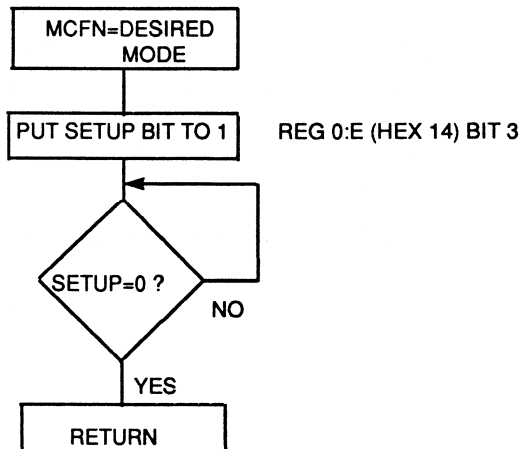 MCFN=DESIRED
MODE
PUT SETUP BIT TO 1 REG 0:E (HEX 14) BIT 3
SETUP=0 ?
NO
YES
RETURN